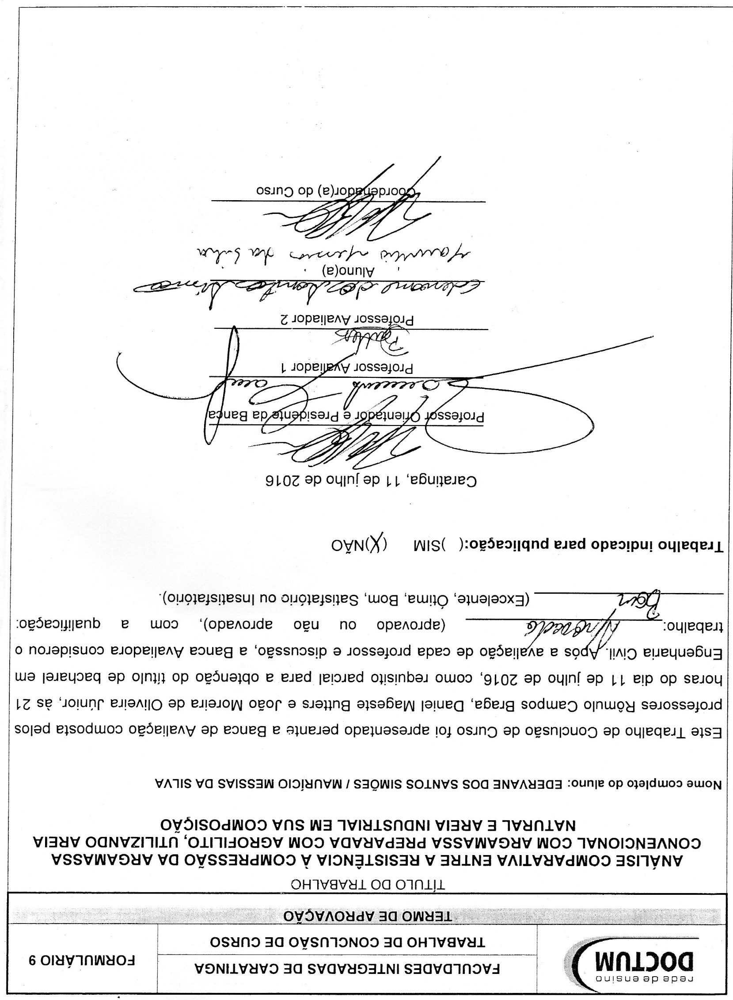 rede de ensino
DOCTUM
FACULDADES INTEGRADAS DE CARATINGA
TRABALHO DE CONCLUSÃO DE CURSO
FORMULÁRIO 9
TERMO DE APROVAÇÃO
TÍTULO DO TRABALHO
ANÁLISE COMPARATIVA ENTRE A RESISTÊNCIA À COMPRESSÃO DA ARGAMASSA
CONVENCIONAL COM ARGAMASSA PREPARADA COM AGROFILITO, UTILIZANDO AREIA
NATURAL E AREIA INDUSTRIAL EM SUA COMPOSIÇÃO
Nome completo do aluno: EDERVANE DOS SANTOS SIMÕES / MAURÍCIO MESSIAS DA SILVA
Este Trabalho de Conclusão de Curso foi apresentado perante a Banca de Avaliação composta pelos
professores Rômulo Campos Braga, Daniel Mageste Butters e João Moreira de Oliveira Júnior, às 21
horas do dia 11 de julho de 2016, como requisito parcial para a obtenção do título de bacharel em
Engenharia Civil. Após a avaliação de cada professor e discussão, a Banca Avaliadora considerou o
trabalho: Aprovado (aprovado ou não aprovado), com a qualificação:
Bom (Excelente, Ótima, Bom, Satisfatório ou Insatisfatório).
Trabalho indicado para publicação:( )SIM (X)NÃO
Caratinga, 11 de julho de 2016
Professor Orientador e Presidente da Banca
Professor Avaliador 1
Butters
Professor Avaliador 2
Edervane dos Santos Simões
Aluno(a)
Maurício Messias da Silva
Coordenador(a) do Curso